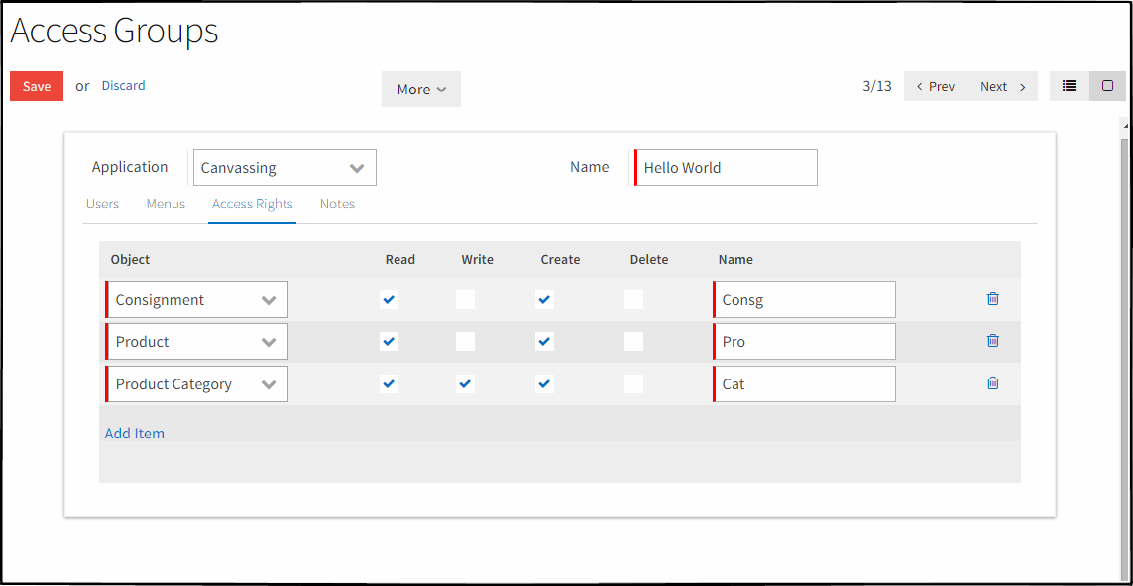 Access Groups
Save or Discard More 3/13 Prev Next
Application Canvassing Name Hello World
Users Menus Access Rights Notes
Object Read Write Create Delete Name
Consignment Consg
Product Pro
Product Category Cat
Add Item